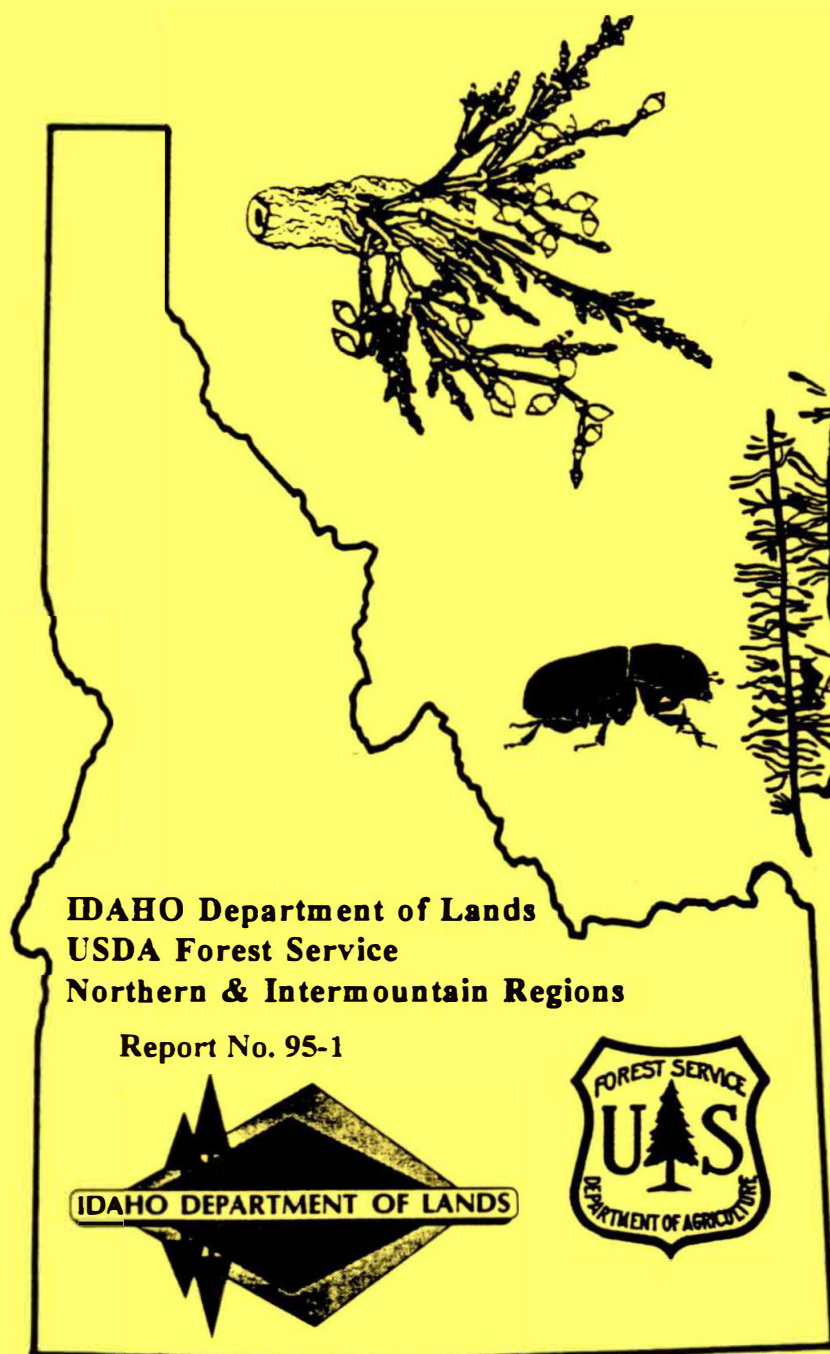 IDAHO Department of Lands
USDA Forest Service
Northern & Intermountain Regions
Report No. 95-1
IDAHO DEPARTMENT OF LANDS
FOREST SERVICE
U S
DEPARTMENT OF AGRICULTURE